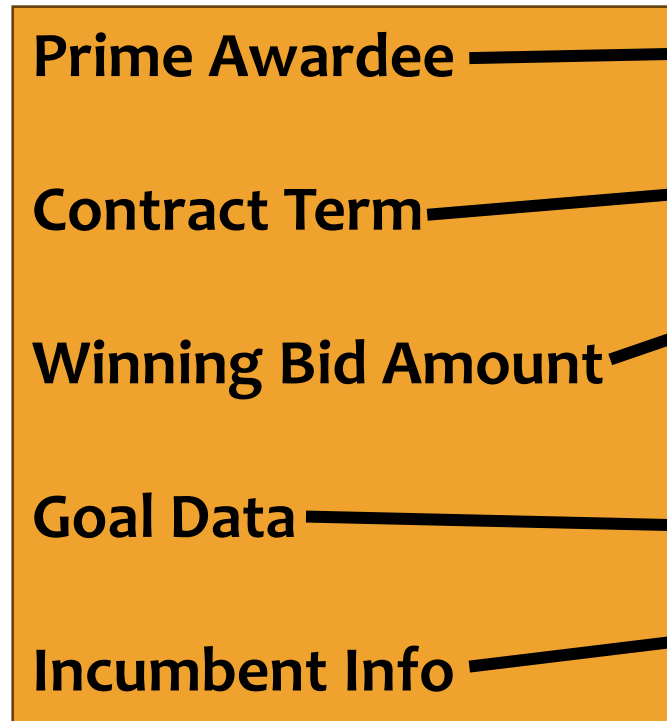 Prime Awardee
Contract Term
Winning Bid Amount
Goal Data
Incumbent Info